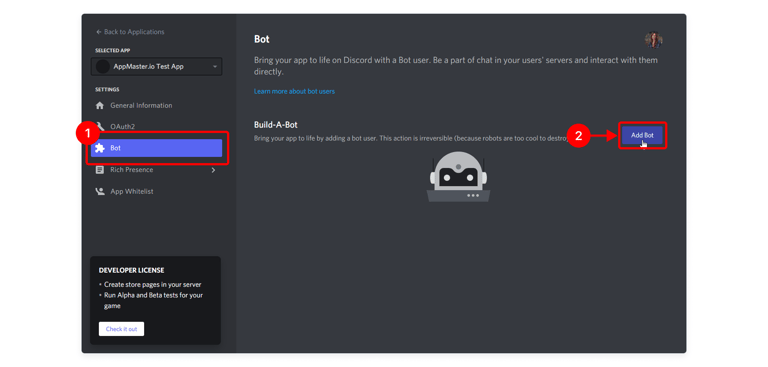 ← Back to Applications
SELECTED APP
AppMaster.io Test App
SETTINGS
General Information
OAuth2
1
Bot
Rich Presence
App Whitelist
DEVELOPER LICENSE
• Create store pages in your server
• Run Alpha and Beta tests for your
game
Check it out
Bot
Bring your app to life on Discord with a Bot user. Be a part of chat in your users' servers and interact with them
directly.
Learn more about bot users
Build-A-Bot
Bring your app to life by adding a bot user. This action is irreversible (because robots are too cool to destroy
2
Add Bot